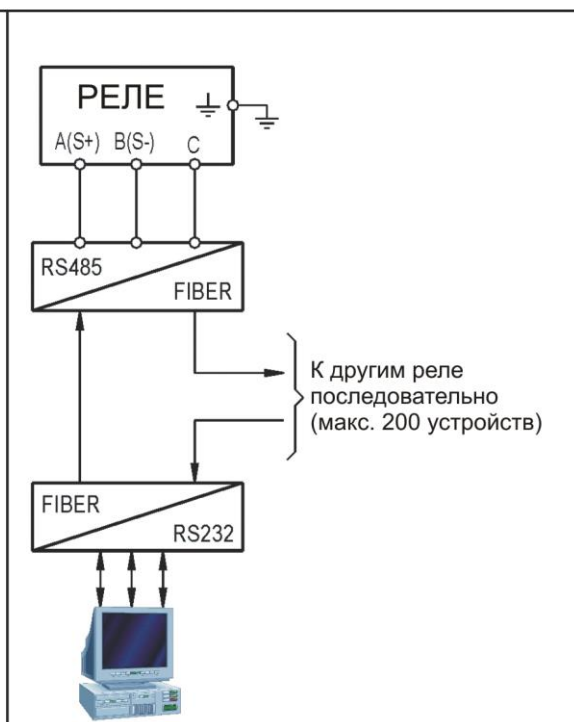 РЕЛЕ
A(S+) B(S-) C
RS485
FIBER
К другим реле
последовательно
(макс. 200 устройств)
FIBER
RS232